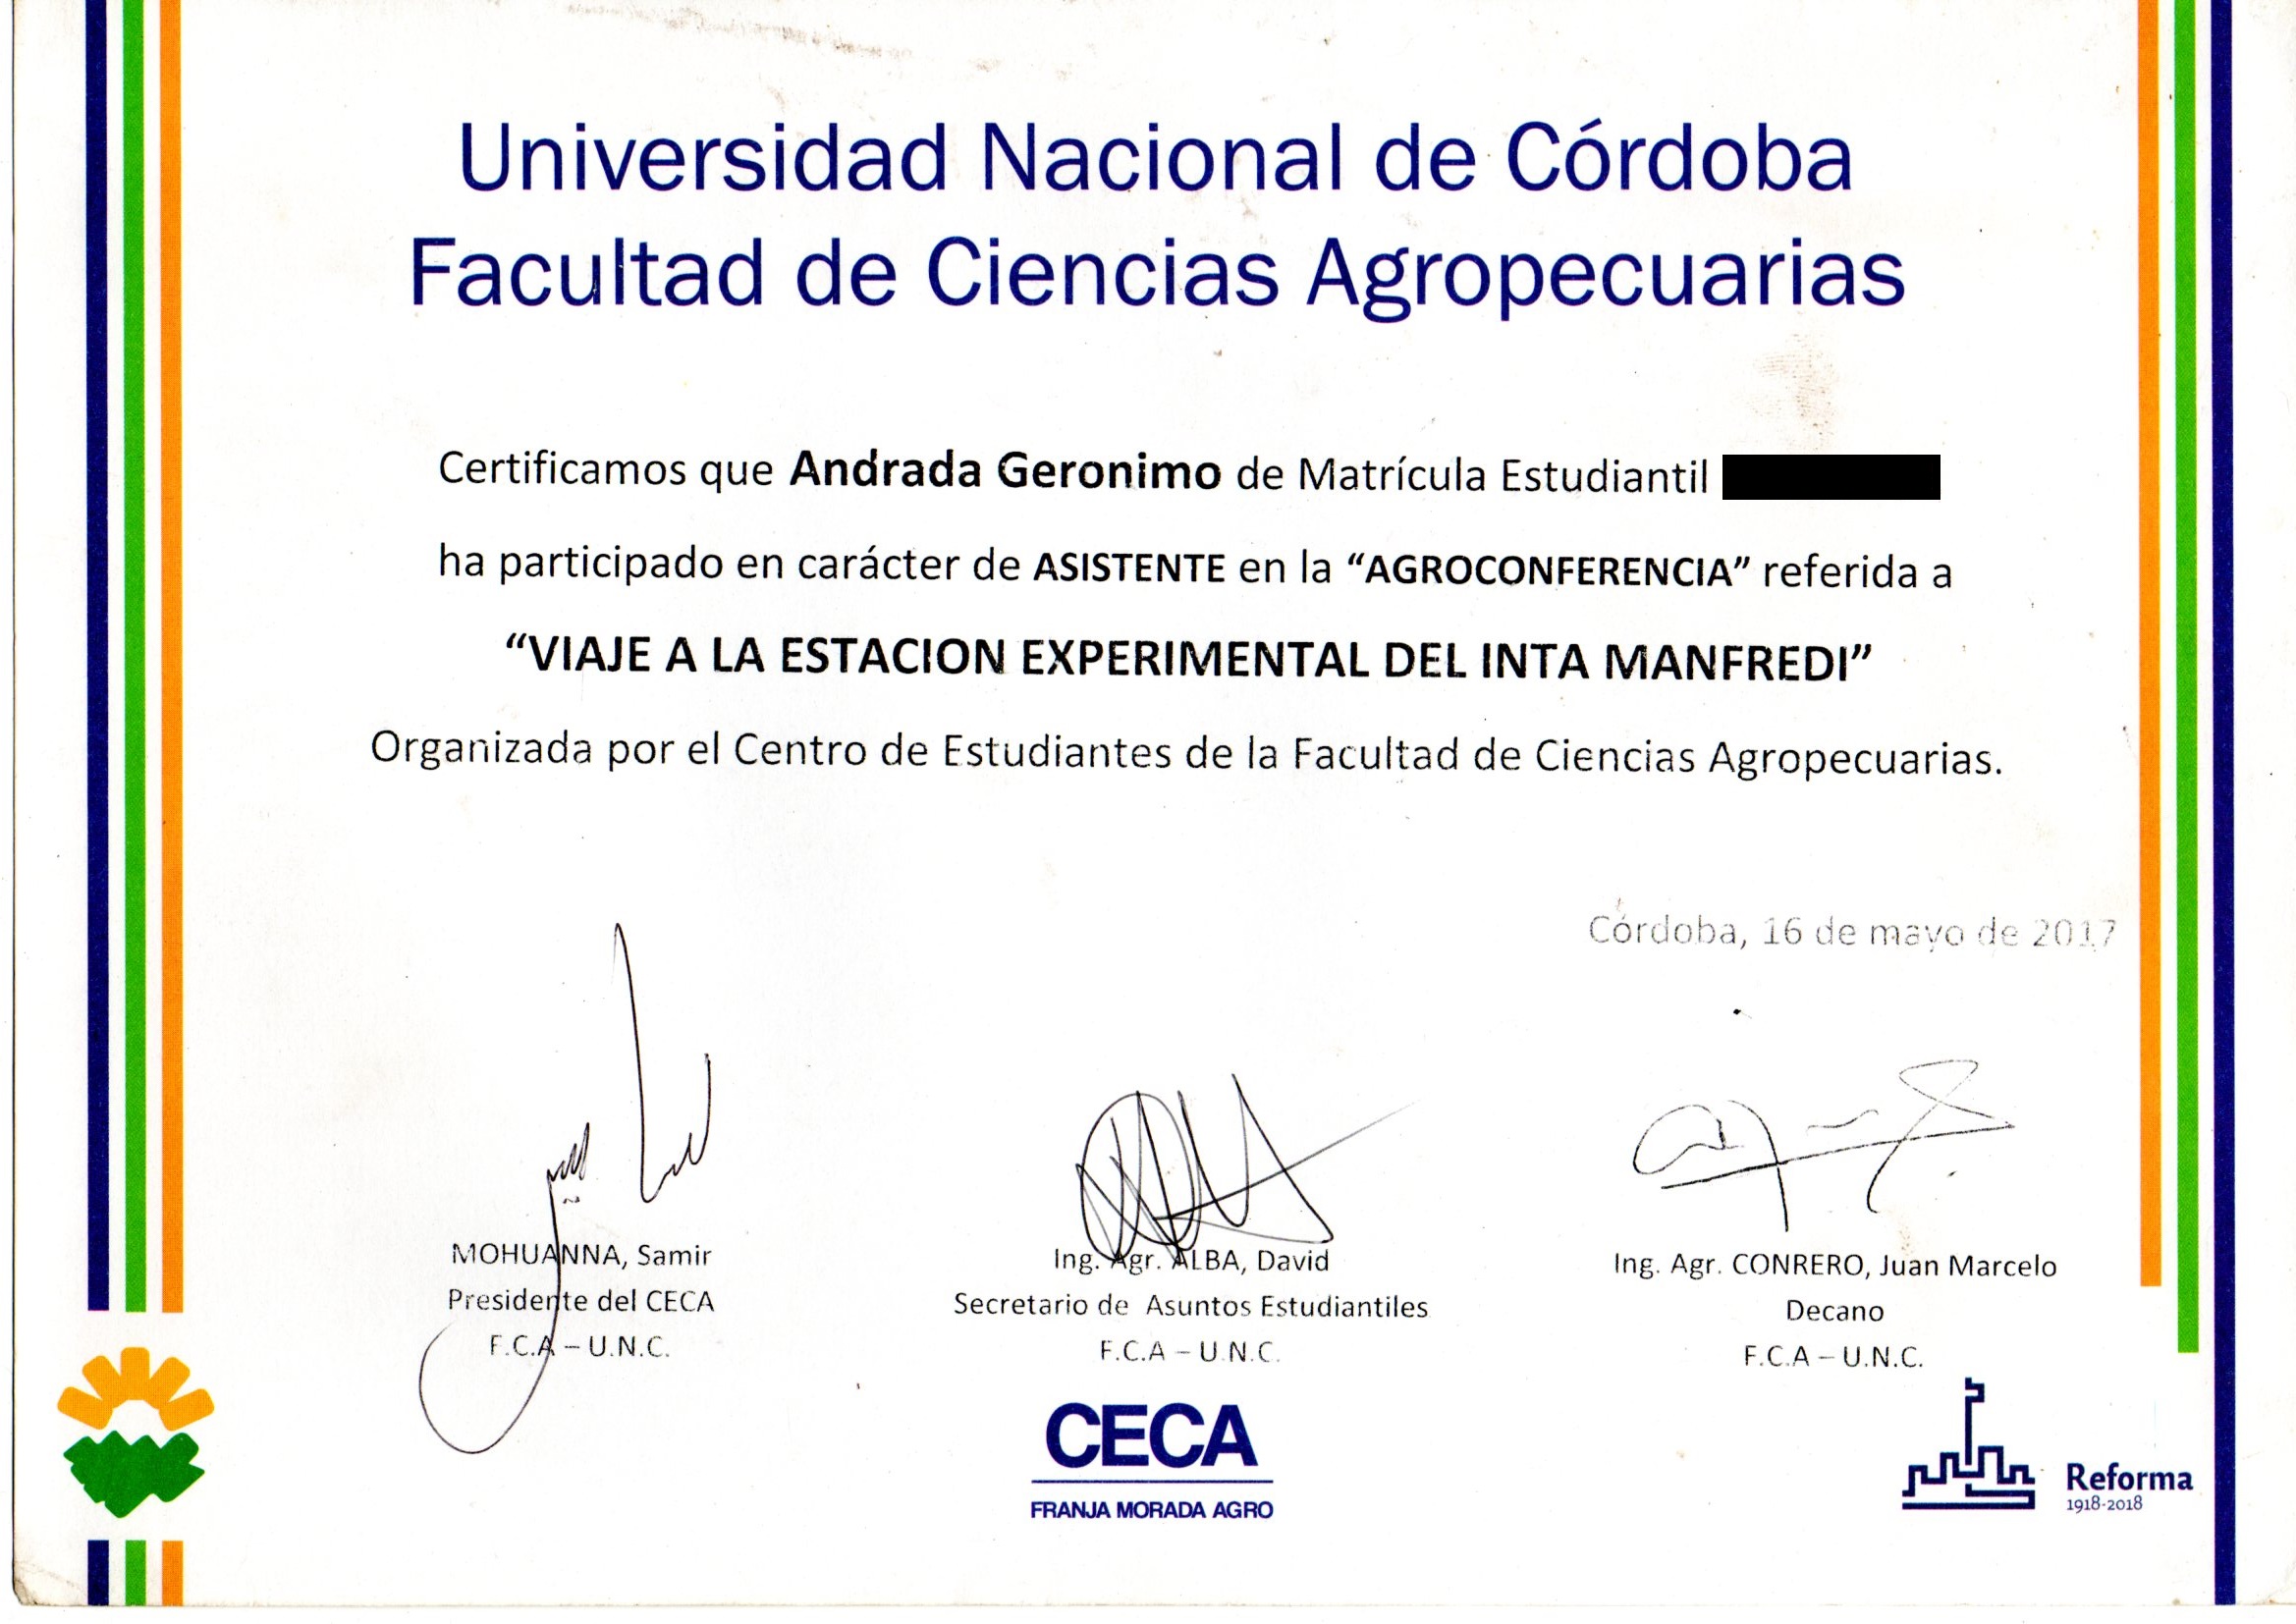 Universidad Nacional de Córdoba
Facultad de Ciencias Agropecuarias
Certificamos que Andrada Geronimo de Matrícula Estudiantil
ha participado en carácter de ASISTENTE en la “AGROCONFERENCIA” referida a
“VIAJE A LA ESTACION EXPERIMENTAL DEL INTA MANFREDI”
Organizada por el Centro de Estudiantes de la Facultad de Ciencias Agropecuarias.
Córdoba, 16 de mayo de 2017
MOHUANNA, Samir
Presidente del CECA
F.C.A – U.N.C.
Ing. Agr. ALBA, David
Secretario de Asuntos Estudiantiles
F.C.A – U.N.C.
Ing. Agr. CONRERO, Juan Marcelo
Decano
F.C.A – U.N.C.
CECA
FRANJA MORADA AGRO
Reforma
1918-2018